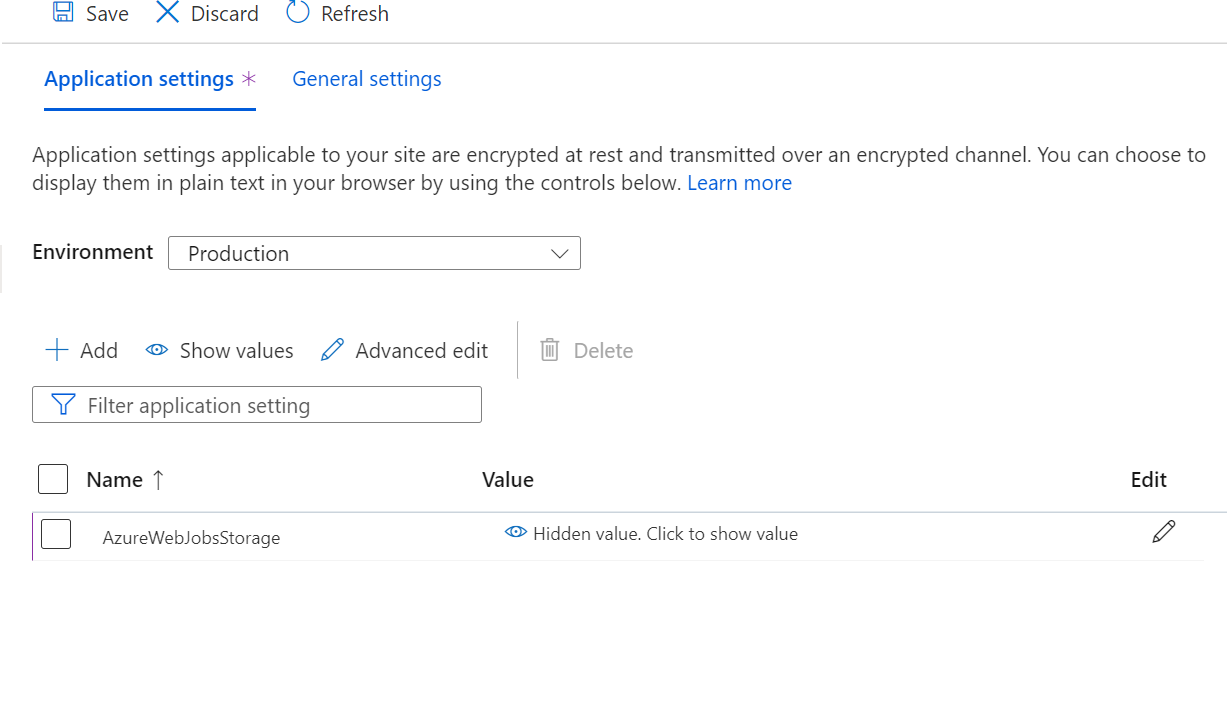 Save Discard Refresh
Application settings * General settings
Application settings applicable to your site are encrypted at rest and transmitted over an encrypted channel. You can choose to
display them in plain text in your browser by using the controls below. Learn more
Environment Production
Add Show values Advanced edit Delete
Filter application setting
Name ↑ Value Edit
AzureWebJobsStorage Hidden value. Click to show value